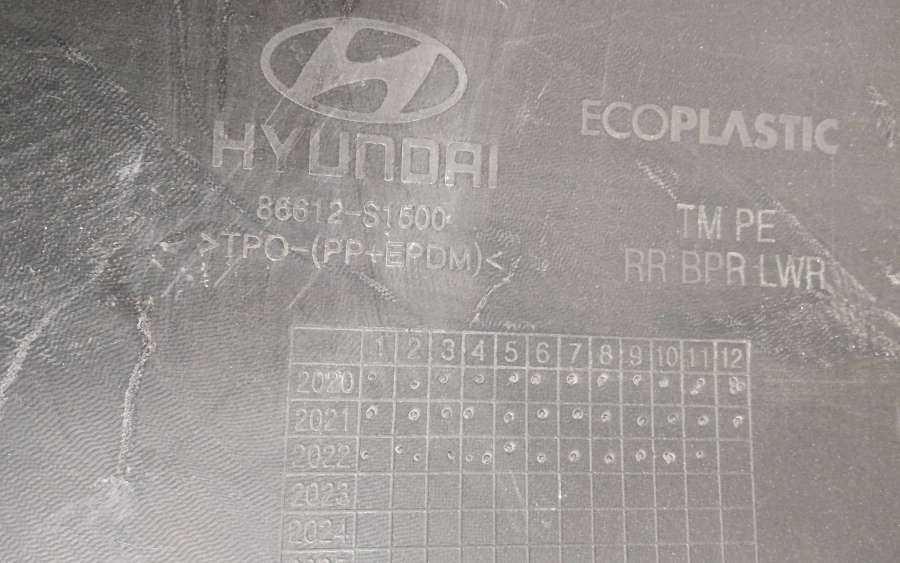 HYUNDAI
ECOPLASTIC
86612-S1500
>TPO-(PP+EPDM)<
TM PE
RR BPR LWR
1 2 3 4 5 6 7 8 9 10 11 12
2020
2021
2022
2023
2024